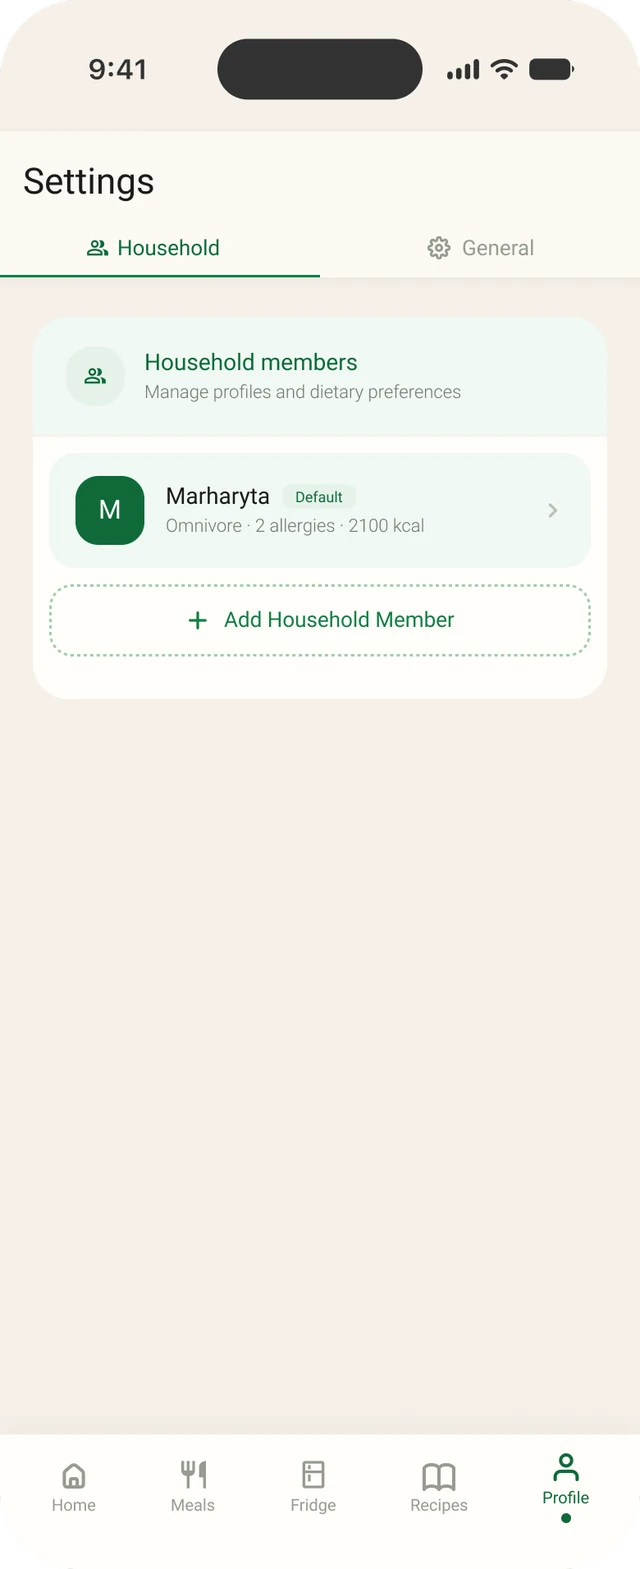 9:41
Settings
Household
General
Household members
Manage profiles and dietary preferences
M
Marharyta Default
Omnivore · 2 allergies · 2100 kcal
+ Add Household Member
Home
Meals
Fridge
Recipes
Profile